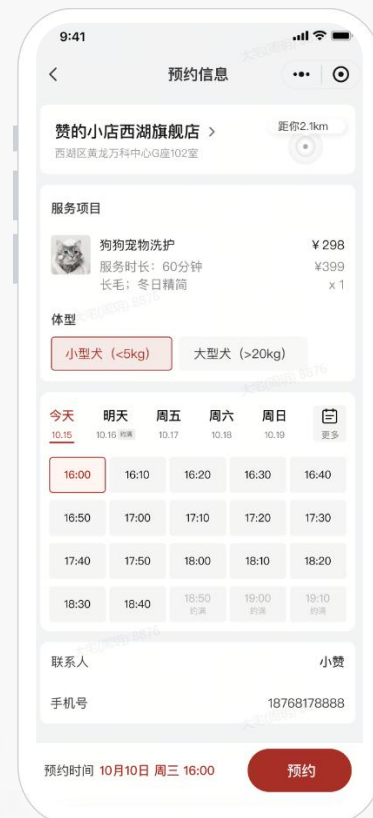 9:41
预约信息
赞的小店西湖旗舰店 >
距你2.1km
西湖区黄龙万科中心G座102室
服务项目
狗狗宠物洗护 ¥298
服务时长：60分钟 ¥399
长毛；冬日精简 x 1
体型
小型犬（<5kg） 大型犬（>20kg）
今天 明天 周五 周六 周日
10.15 10.16 约满 10.17 10.18 10.19 更多
16:00 16:10 16:20 16:30 16:40
16:50 17:00 17:10 17:20 17:30
17:40 17:50 18:00 18:10 18:20
18:30 18:40 18:50 19:00 19:10
约满 约满 约满
联系人 小赞
手机号 18768178888
预约时间 10月10日 周三 16:00 预约